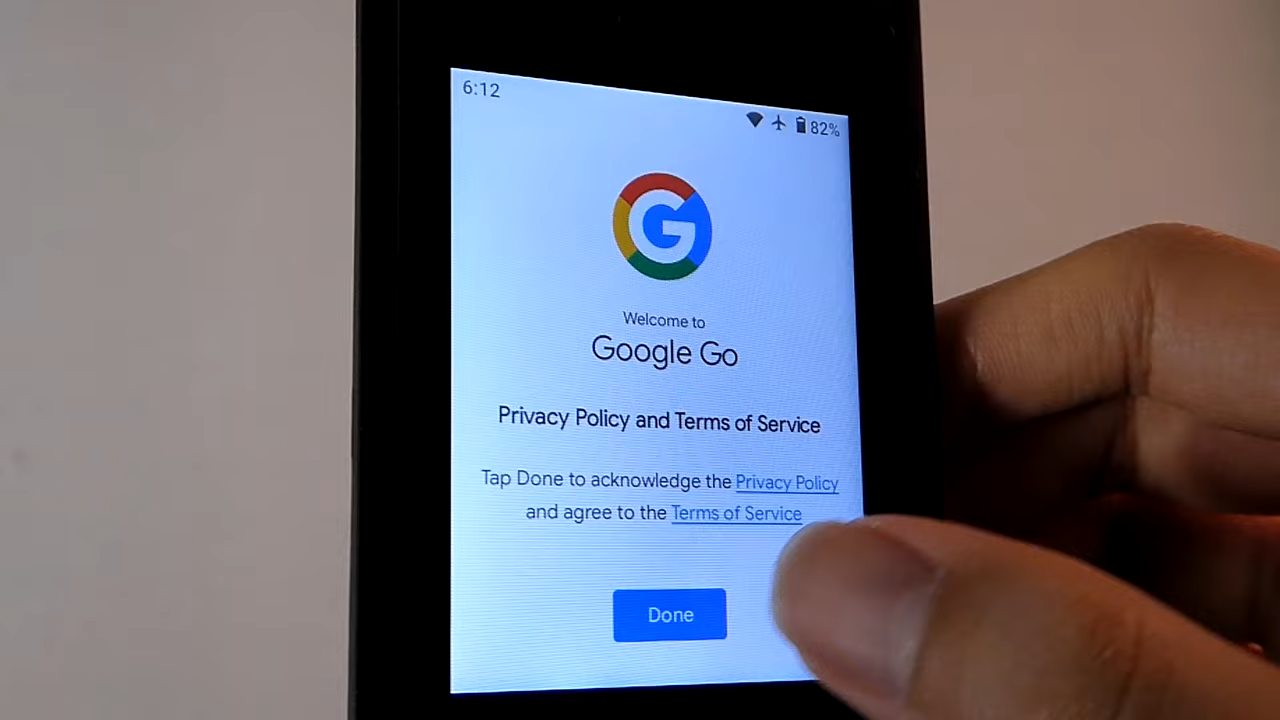 6:12
82%
Welcome to
Google Go
Privacy Policy and Terms of Service
Tap Done to acknowledge the Privacy Policy
and agree to the Terms of Service
Done